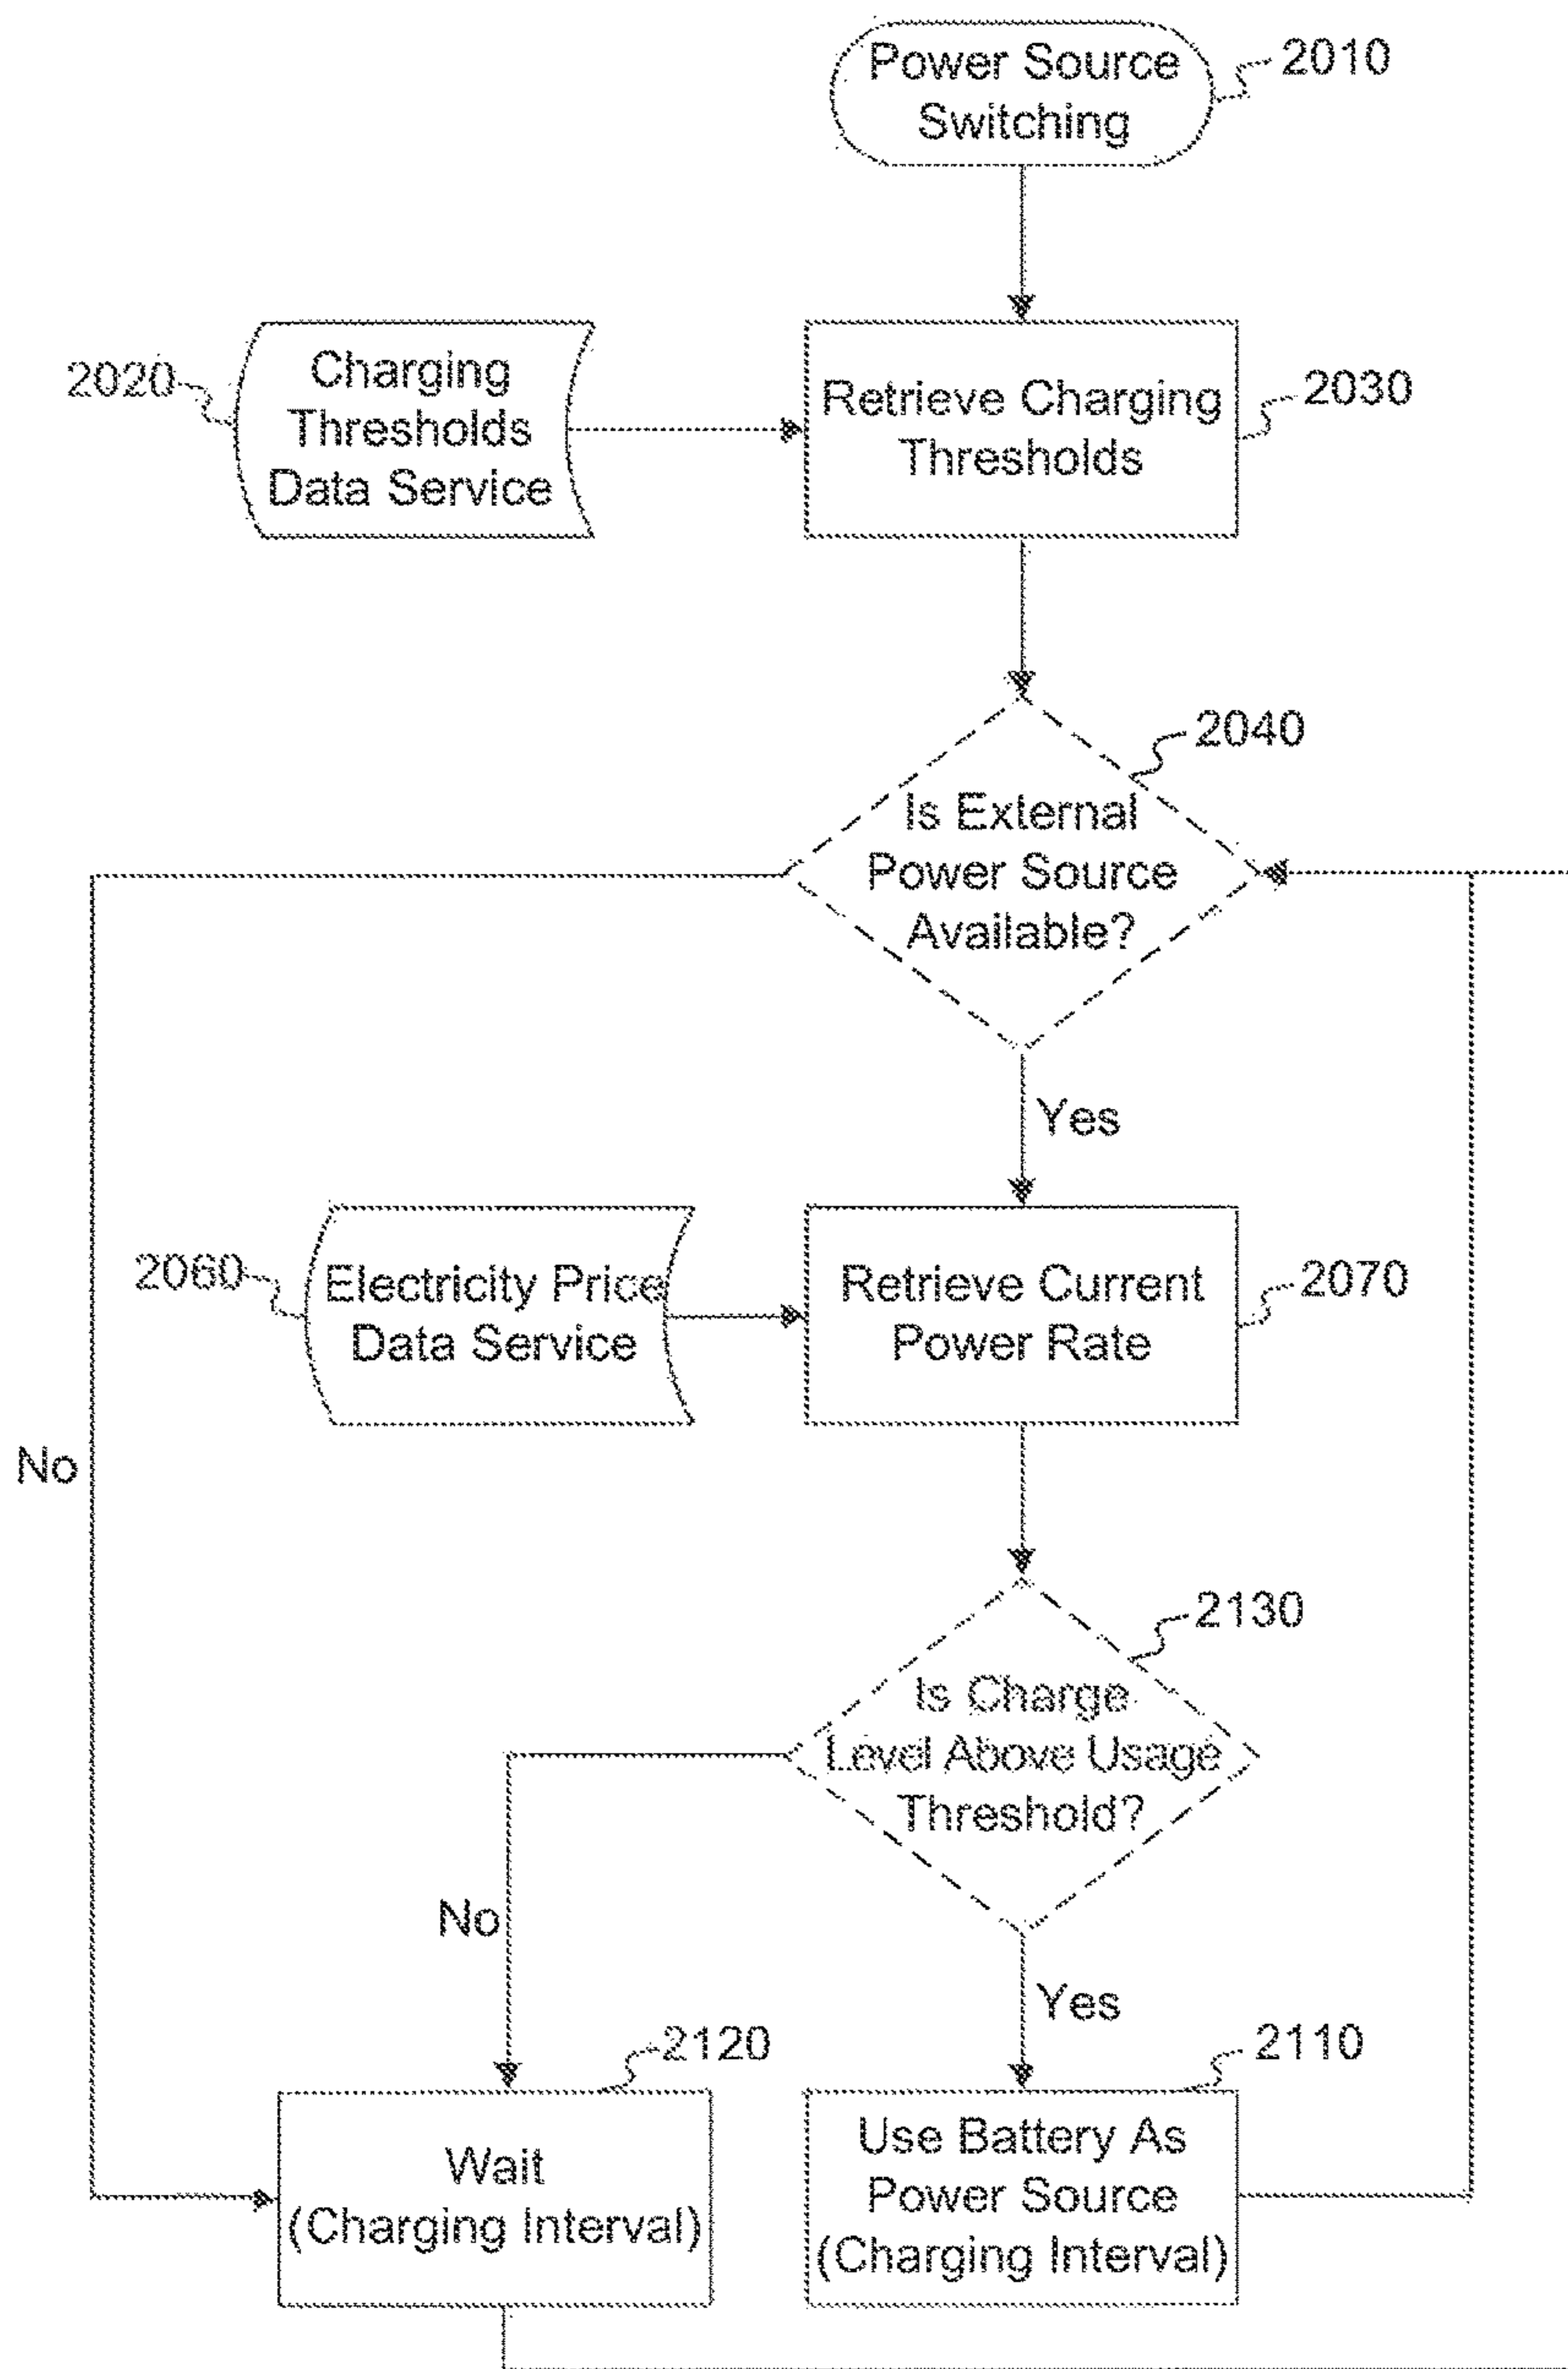 Power Source
Switching
2010
2020
Charging
Thresholds
Data Service
Retrieve Charging
Thresholds
2030
2040
Is External
Power Source
Available?
Yes
2060
Electricity Price
Data Service
Retrieve Current
Power Rate
2070
No
2130
Is Charge
Level Above Usage
Threshold?
No
Yes
2120
2110
Wait
(Charging Interval)
Use Battery As
Power Source
(Charging Interval)